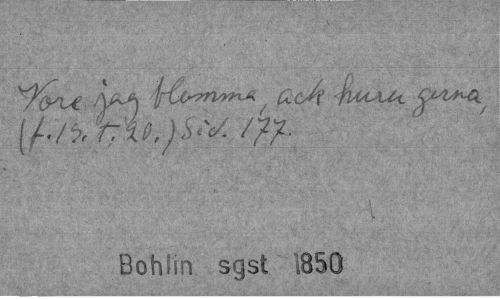 Vore jag blomma, ack huru gerna,
(f. 13. t. 20.) Sid. 177.
Bohlin sgst 1850